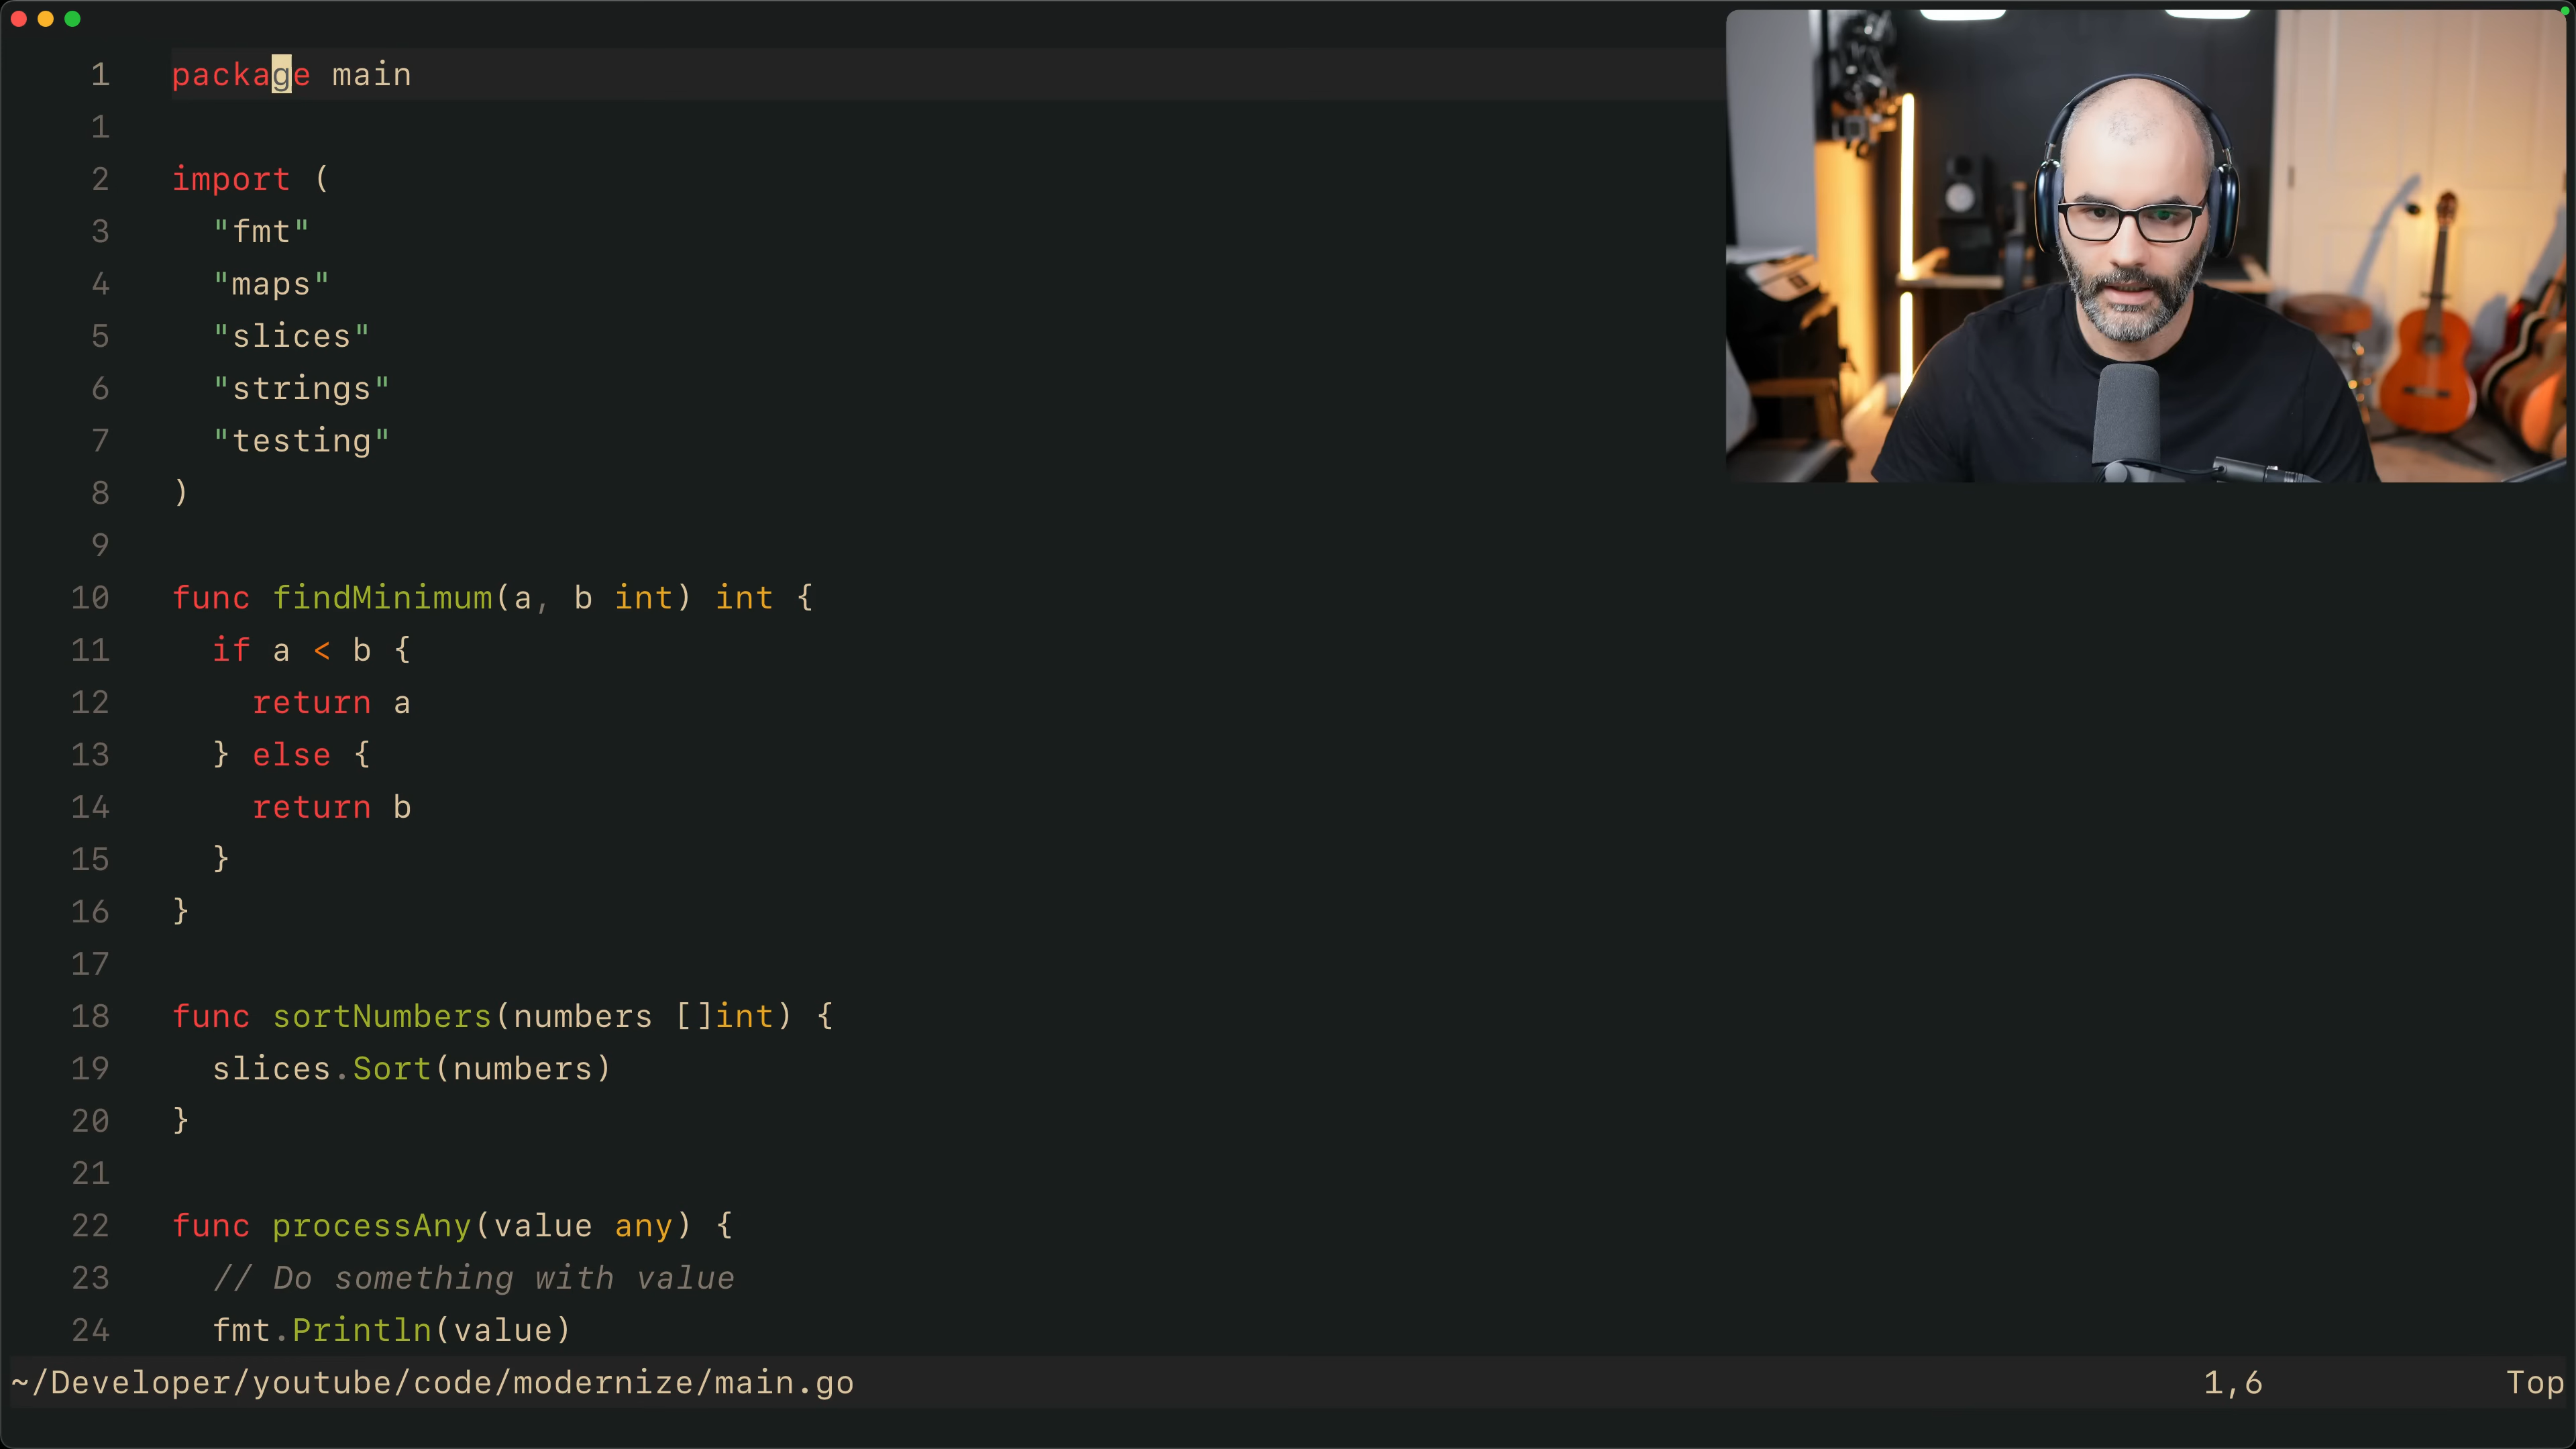 1 package main
1
2 import (
3 "fmt"
4 "maps"
5 "slices"
6 "strings"
7 "testing"
8 )
9
10 func findMinimum(a, b int) int {
11 if a < b {
12 return a
13 } else {
14 return b
15 }
16 }
17
18 func sortNumbers(numbers []int) {
19 slices.Sort(numbers)
20 }
21
22 func processAny(value any) {
23 // Do something with value
24 fmt.Println(value)
~/Developer/youtube/code/modernize/main.go 1,6 Top